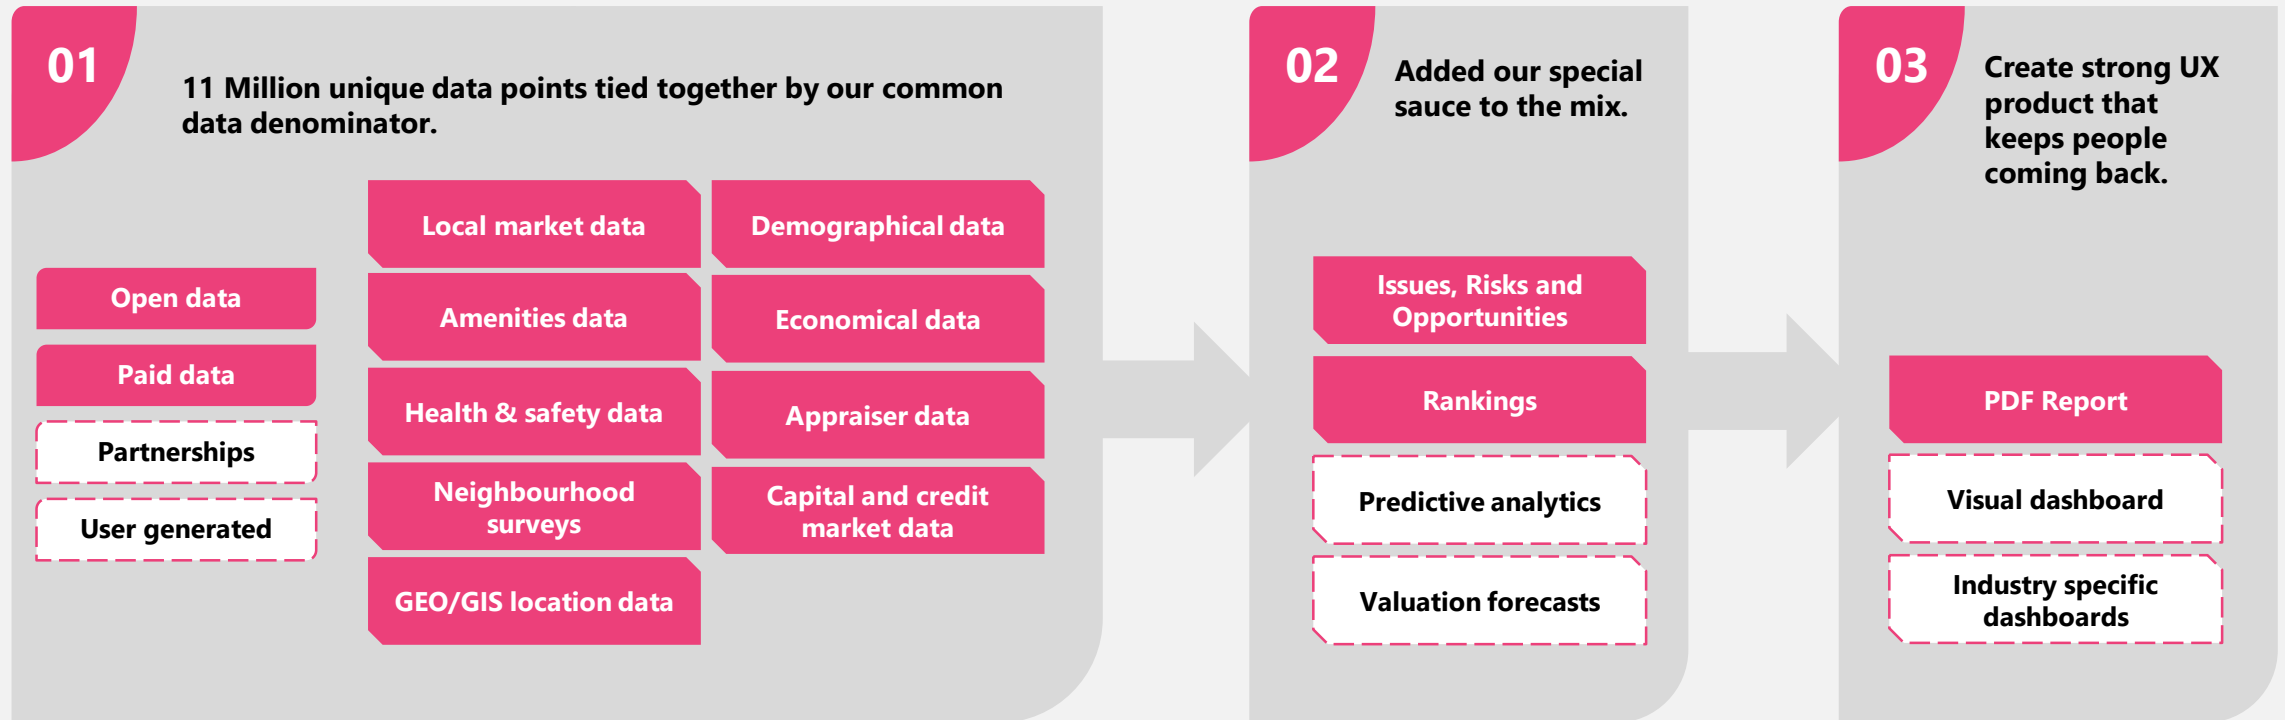 01
11 Million unique data points tied together by our common
data denominator.
Open data
Paid data
Partnerships
User generated
Local market data
Amenities data
Health & safety data
Neighbourhood
surveys
GEO/GIS location data
Demographical data
Economical data
Appraiser data
Capital and credit
market data
02
Added our special
sauce to the mix.
Issues, Risks and
Opportunities
Rankings
Predictive analytics
Valuation forecasts
03
Create strong UX
product that
keeps people
coming back.
PDF Report
Visual dashboard
Industry specific
dashboards